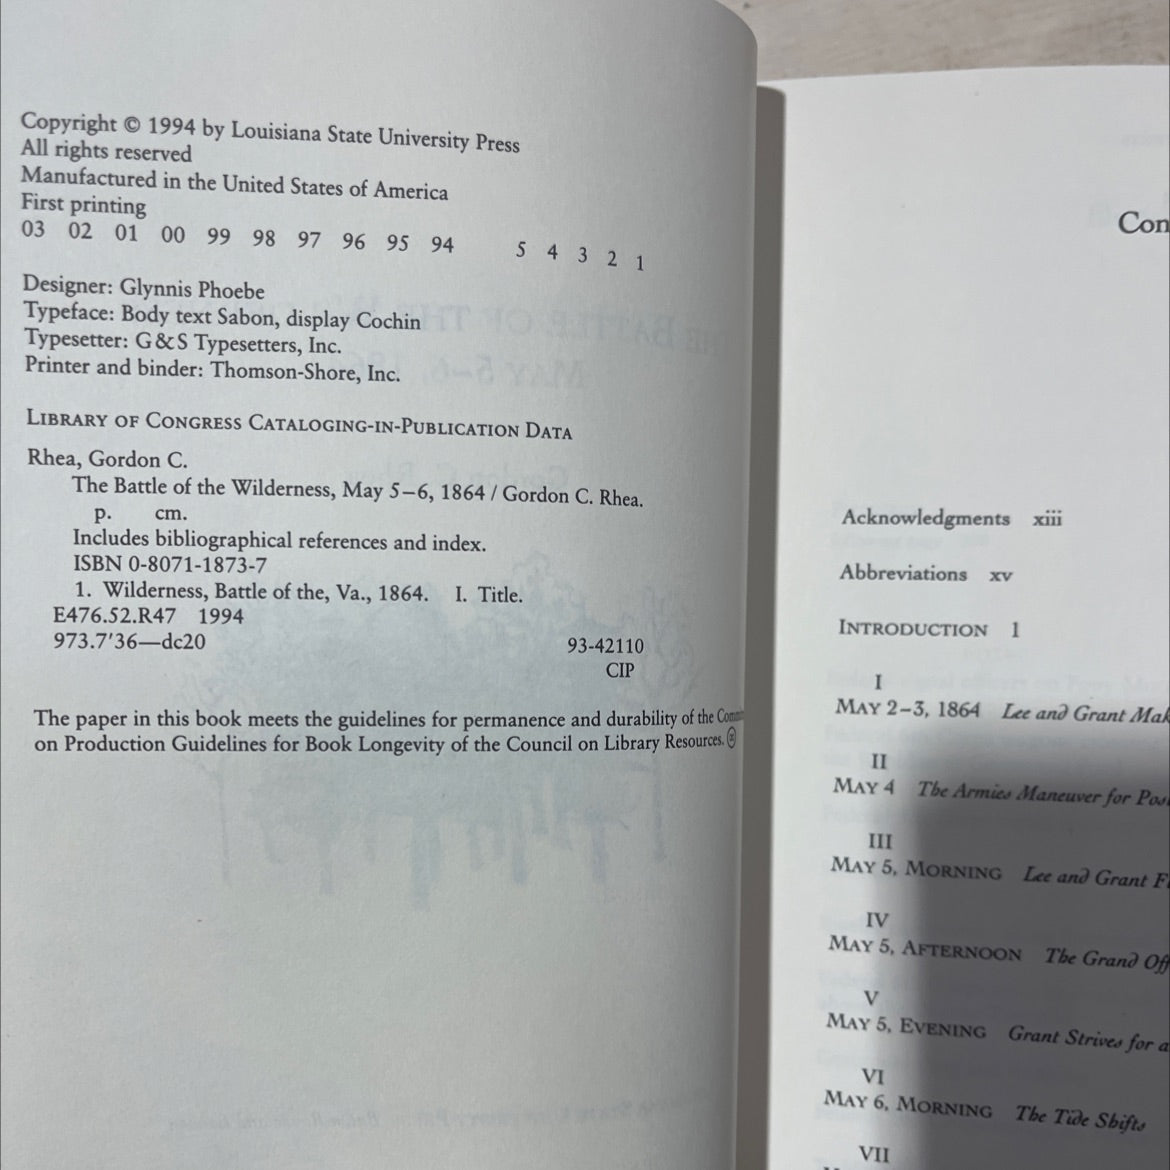 Copyright © 1994 by Louisiana State University Press
All rights reserved
Manufactured in the United States of America
First printing
03 02 01 00 99 98 97 96 95 94 5 4 3 2 1
Designer: Glynnis Phoebe
Typeface: Body text Sabon, display Cochin
Typesetter: G&S Typesetters, Inc.
Printer and binder: Thomson-Shore, Inc.
LIBRARY OF CONGRESS CATALOGING-IN-PUBLICATION DATA
Rhea, Gordon C.
The Battle of the Wilderness, May 5–6, 1864 / Gordon C. Rhea.
p. cm.
Includes bibliographical references and index.
ISBN 0-8071-1873-7
1. Wilderness, Battle of the, Va., 1864. I. Title.
E476.52.R47 1994
973.7'36—dc20 93-42110
CIP
The paper in this book meets the guidelines for permanence and durability of the
on Production Guidelines for Book Longevity of the Council on Library Resources. ∞
Con
Acknowledgments xiii
Abbreviations xv
INTRODUCTION 1
I
MAY 2–3, 1864 Lee and Grant Mak
II
MAY 4 The Armies Maneuver for Pos
III
MAY 5, MORNING Lee and Grant F
IV
MAY 5, AFTERNOON The Grand Off
V
MAY 5, EVENING Grant Strives for a
VI
MAY 6, MORNING The Tide Shifts
VII